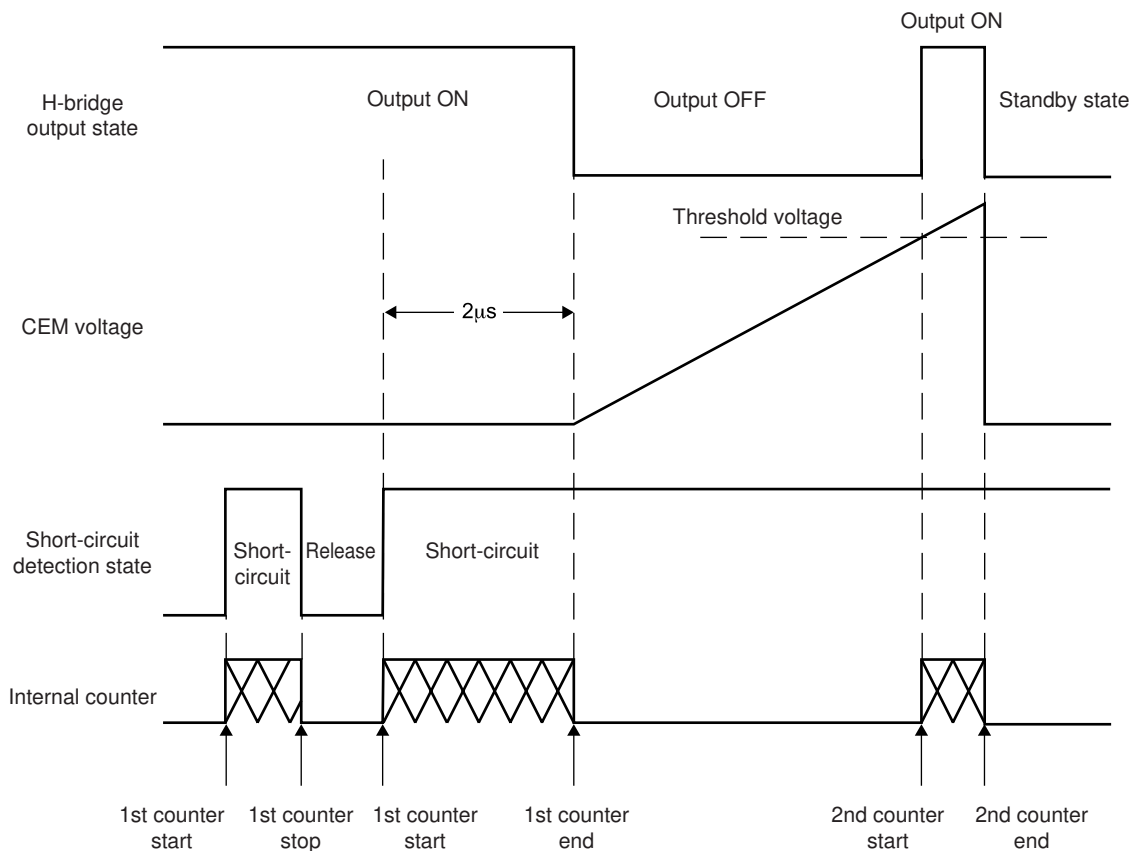 Output ON
H-bridge
output state
Output ON
Output OFF
Standby state
Threshold voltage
CEM voltage
2μs
Short-circuit
detection state
Short-
circuit
Release
Short-circuit
Internal counter
1st counter
start
1st counter
stop
1st counter
start
1st counter
end
2nd counter
start
2nd counter
end